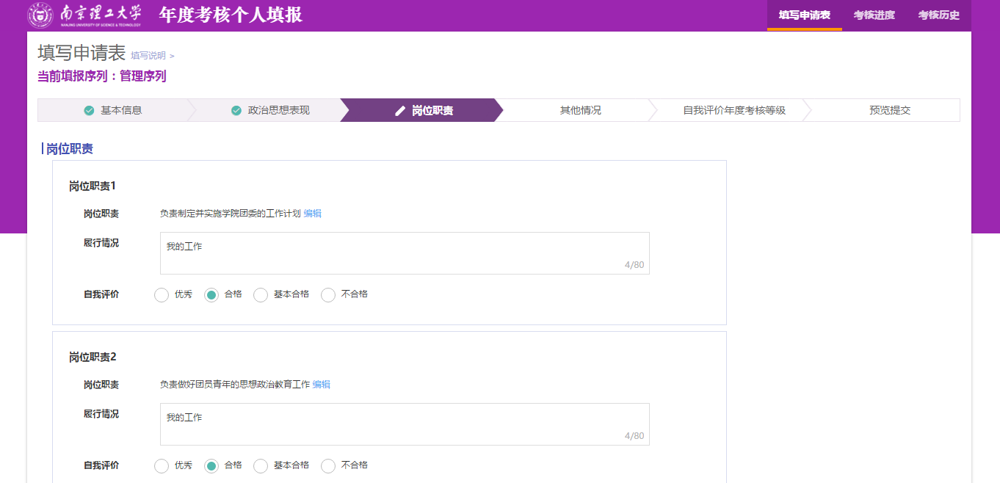 南京理工大学 年度考核个人填报 填写申请表 考核进度 考核历史
NANJING UNIVERSITY OF SCIENCE & TECHNOLOGY
填写申请表 填写说明 >
当前填报序列：管理序列
基本信息 政治思想表现 岗位职责 其他情况 自我评价年度考核等级 预览提交
岗位职责
岗位职责1
岗位职责 负责制定并实施学院团委的工作计划 编辑
履行情况 我的工作
4/80
自我评价 优秀 合格 基本合格 不合格
岗位职责2
岗位职责 负责做好团员青年的思想政治教育工作 编辑
履行情况 我的工作
4/80
自我评价 优秀 合格 基本合格 不合格